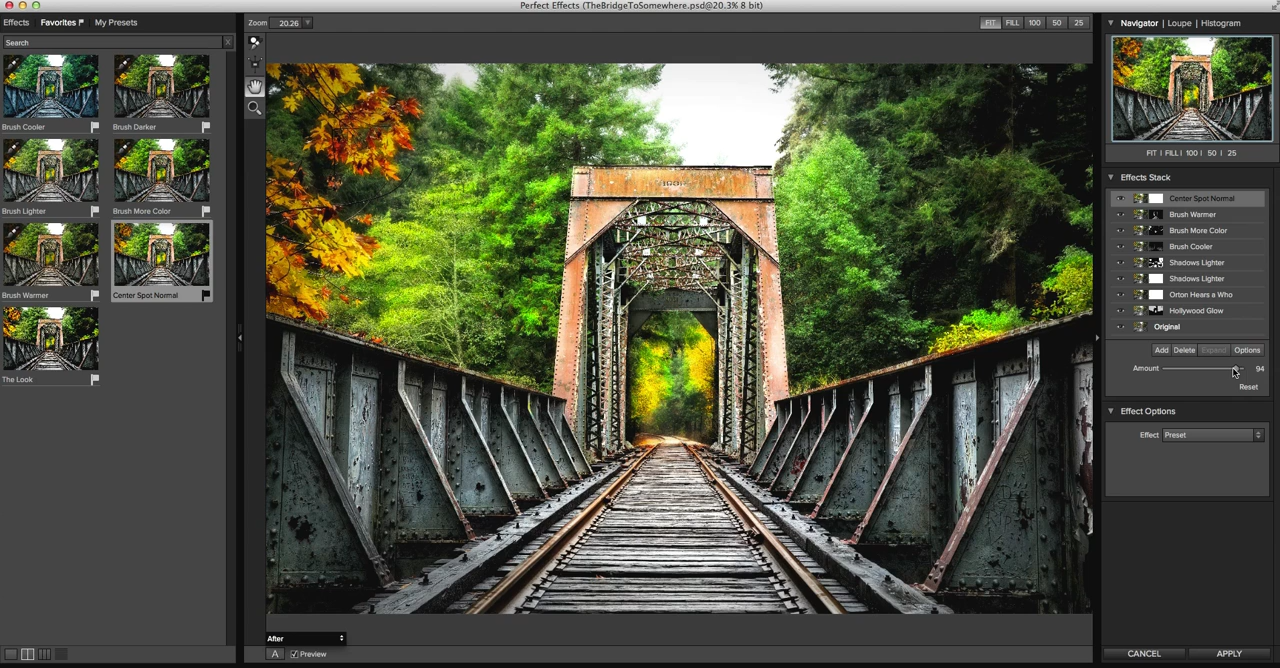 Perfect Effects (TheBridgeToSomewhere.psd@20.3% 8 bit)
Effects Favorites My Presets
Search
Brush Cooler Brush Darker
Brush Lighter Brush More Color
Brush Warmer Center Spot Normal
The Look
Zoom 20.26
FIT FILL 100 50 25
After
A Preview
Navigator | Loupe | Histogram
FIT | FILL | 100 | 50 | 25
Effects Stack
Center Spot Normal
Brush Warmer
Brush More Color
Brush Cooler
Shadows Lighter
Shadows Lighter
Orton Hears a Who
Hollywood Glow
Original
Add Delete Expand Options
Amount 94
Reset
Effect Options
Effect Preset
CANCEL APPLY